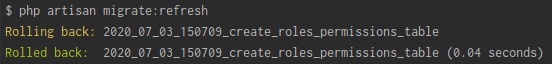 $ php artisan migrate:refresh
Rolling back: 2020_07_03_150709_create_roles_permissions_table
Rolled back:  2020_07_03_150709_create_roles_permissions_table (0.04 seconds)